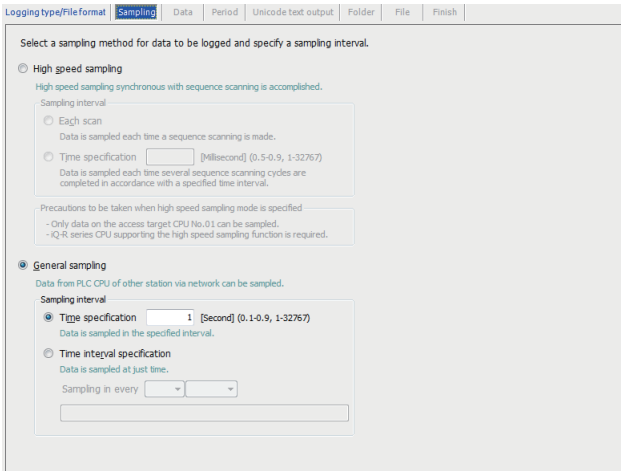 Logging type/File format Sampling Data Period Unicode text output Folder File Finish
Select a sampling method for data to be logged and specify a sampling interval.
High speed sampling
High speed sampling synchronous with sequence scanning is accomplished.
Sampling interval
Each scan
Data is sampled each time a sequence scanning is made.
Time specification [Millisecond] (0.5-0.9, 1-32767)
Data is sampled each time several sequence scanning cycles are
completed in accordance with a specified time interval.
Precautions to be taken when high speed sampling mode is specified
- Only data on the access target CPU No.01 can be sampled.
- iQ-R series CPU supporting the high speed sampling function is required.
General sampling
Data from PLC CPU of other station via network can be sampled.
Sampling interval
Time specification 1 [Second] (0.1-0.9, 1-32767)
Data is sampled in the specified interval.
Time interval specification
Data is sampled at just time.
Sampling in every